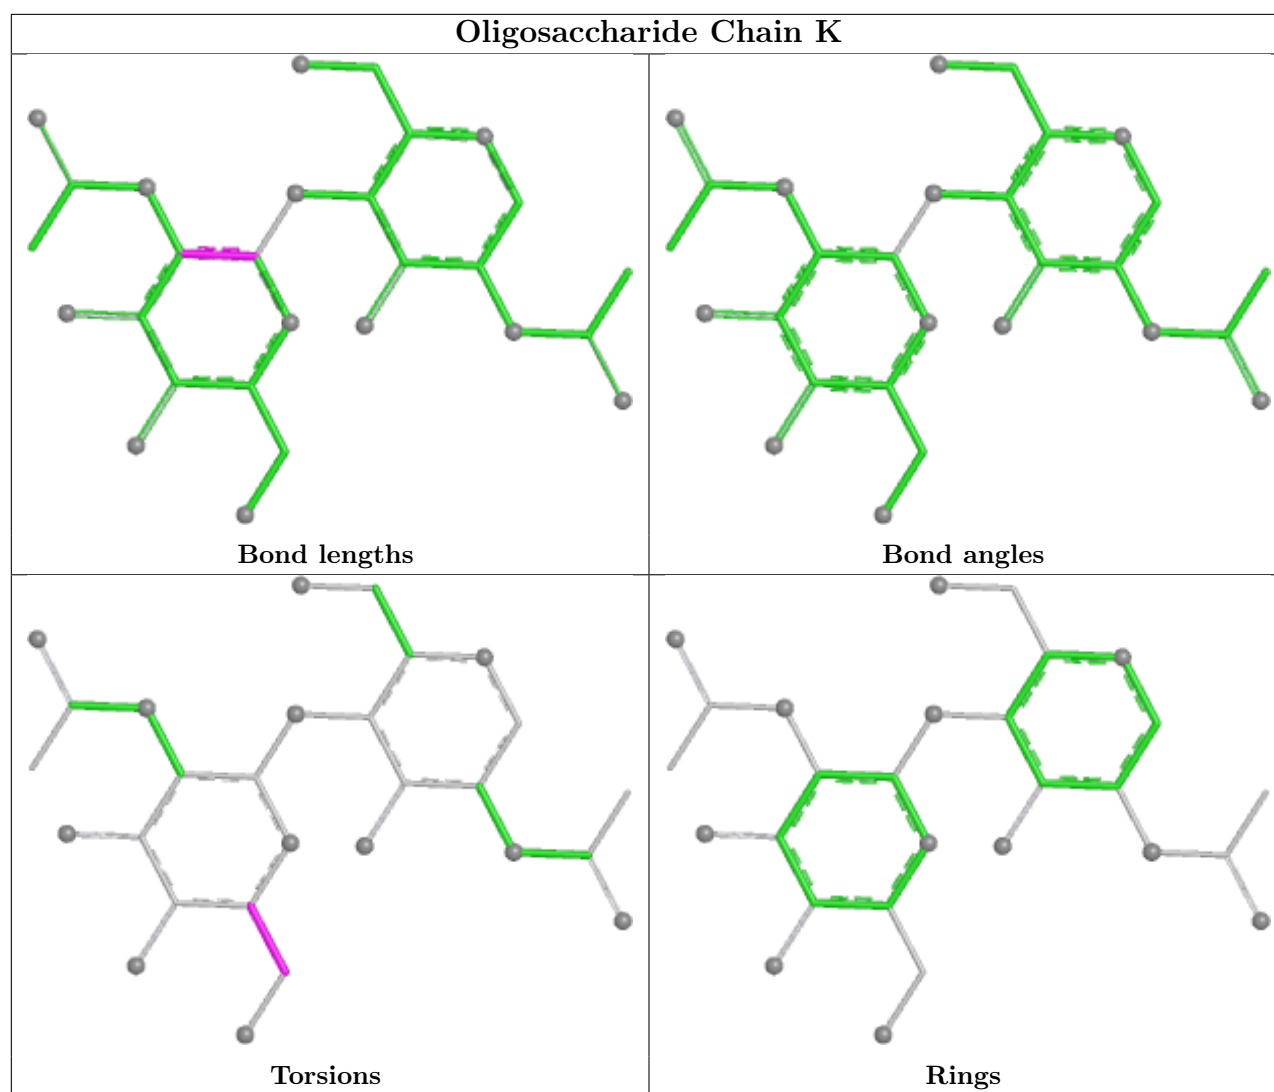 Oligosaccharide Chain K
Bond lengths
Bond angles
Torsions
Rings